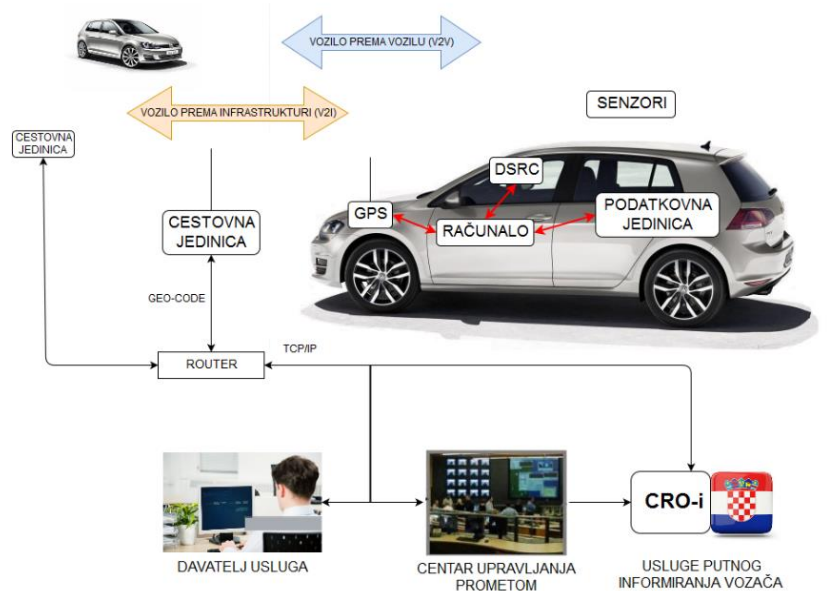 VOZILO PREMA VOZILU (V2V)
VOZILO PREMA INFRASTRUKTURI (V2I)
SENZORI
CESTOVNA
JEDINICA
DSRC
GPS
CESTOVNA
JEDINICA
RAČUNALO
PODATKOVNA
JEDINICA
GEO-CODE
ROUTER
TCP/IP
CRO-i
DAVATELJ USLUGA
CENTAR UPRAVLJANJA
PROMETOM
USLUGE PUTNOG
INFORMIRANJA VOZAČA